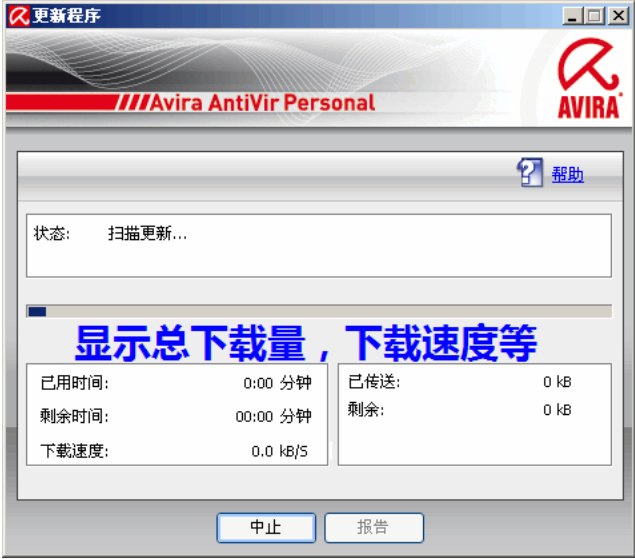 更新程序
Avira AntiVir Personal
AVIRA
帮助
状态: 扫描更新...
显示总下载量，下载速度等
已用时间: 0:00 分钟
剩余时间: 00:00 分钟
下载速度: 0.0 kB/S
已传送: 0 kB
剩余: 0 kB
中止
报告